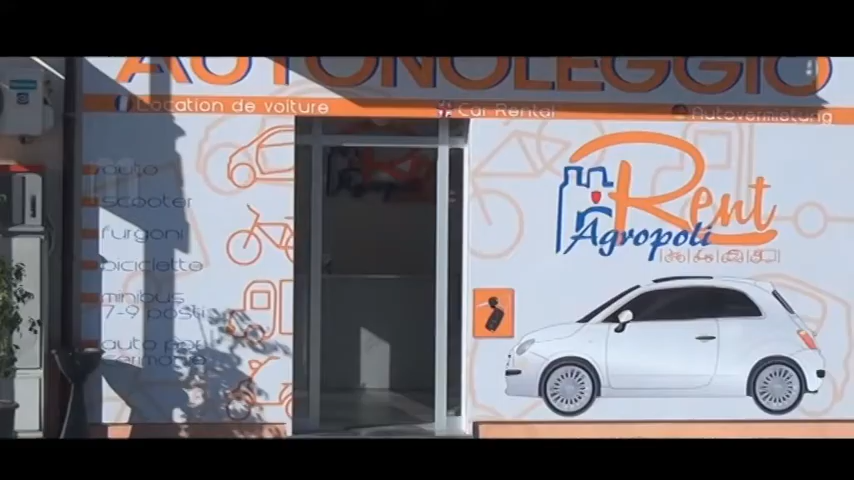 AUTONOLEGGIO
Location de voiture
Car Rental
Autovermietung
auto
scooter
furgoni
biciclette
minibus
7-9 posti
auto per
cerimonie
Rent
Agropoli